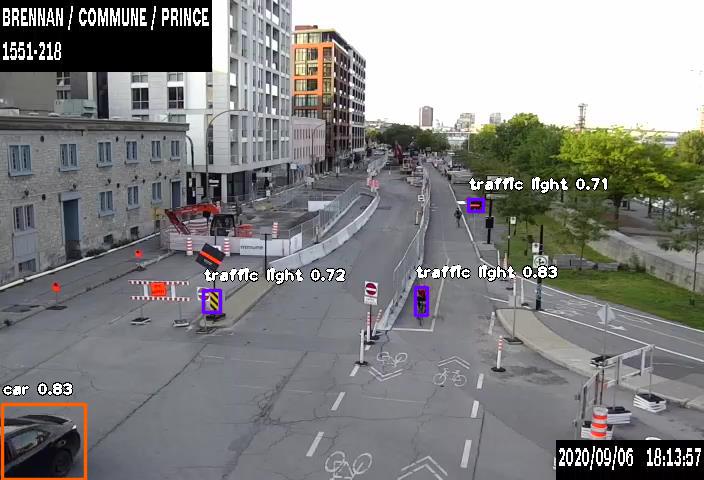 BRENNAN / COMMUNE / PRINCE
1551-218
traffic light 0.71
traffic light 0.72
traffic light 0.83
car 0.83
2020/09/06 18:13:57